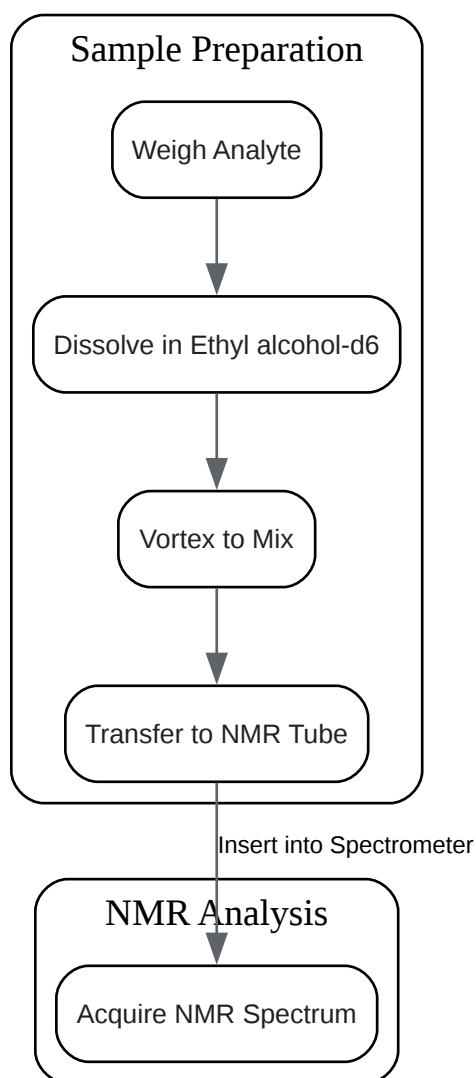 Sample Preparation
Weigh Analyte
Dissolve in Ethyl alcohol-d6
Vortex to Mix
Transfer to NMR Tube
Insert into Spectrometer
NMR Analysis
Acquire NMR Spectrum